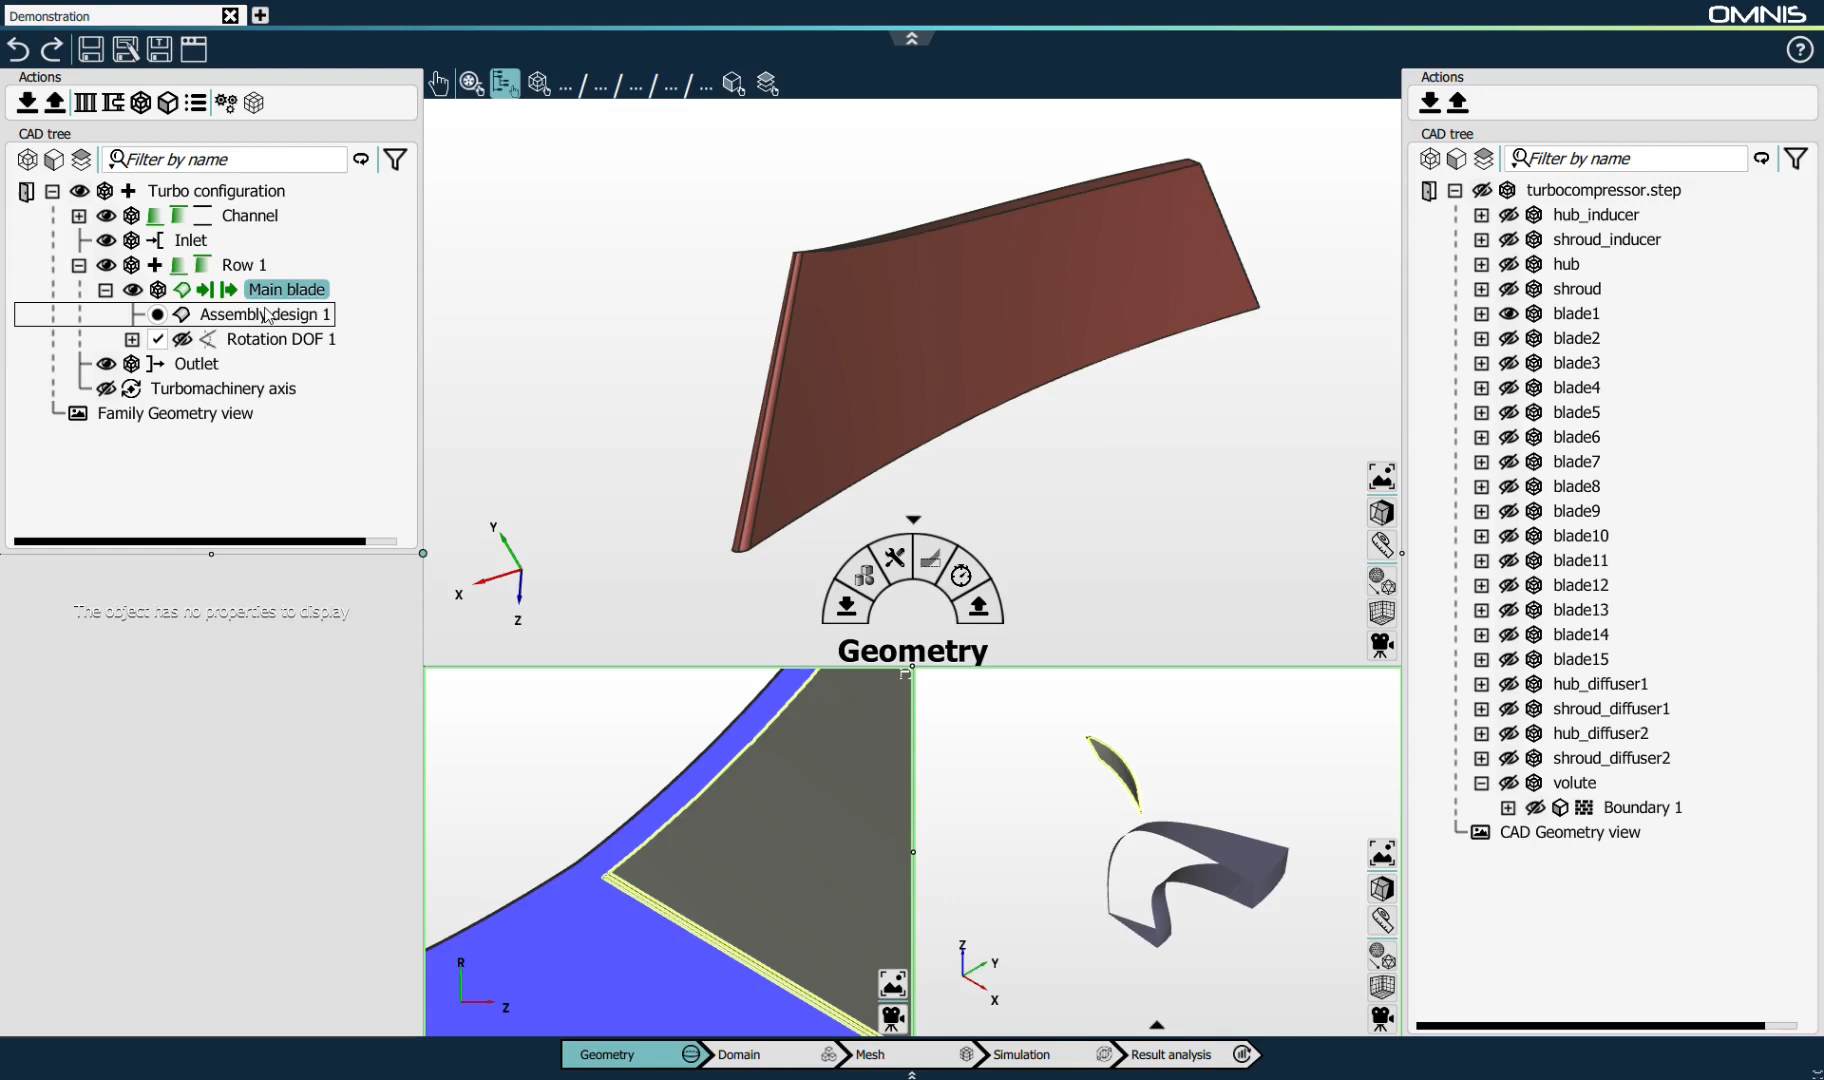 Demonstration
OMNIS
Actions
CAD tree
Filter by name
Turbo configuration
Channel
Inlet
Row 1
Main blade
Assembly design 1
Rotation DOF 1
Outlet
Turbomachinery axis
Family Geometry view
The object has no properties to display
... / ... / ... / ... / ...
Y
X
Z
Geometry
R
Z
Z
Y
X
Actions
CAD tree
Filter by name
turbocompressor.step
hub_inducer
shroud_inducer
hub
shroud
blade1
blade2
blade3
blade4
blade5
blade6
blade7
blade8
blade9
blade10
blade11
blade12
blade13
blade14
blade15
hub_diffuser1
shroud_diffuser1
hub_diffuser2
shroud_diffuser2
volute
Boundary 1
CAD Geometry view
Geometry Domain Mesh Simulation Result analysis